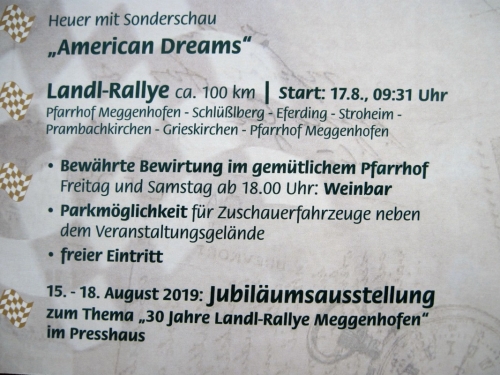 Heuer mit Sonderschau
„American Dreams“
Landl-Rallye ca. 100 km | Start: 17.8., 09:31 Uhr
Pfarrhof Meggenhofen - Schlüßlberg - Eferding - Stroheim -
Prambachkirchen - Grieskirchen - Pfarrhof Meggenhofen
• Bewährte Bewirtung im gemütlichem Pfarrhof
Freitag und Samstag ab 18.00 Uhr: Weinbar
• Parkmöglichkeit für Zuschauerfahrzeuge neben
dem Veranstaltungsgelände
• freier Eintritt
15. - 18. August 2019: Jubiläumsausstellung
zum Thema „30 Jahre Landl-Rallye Meggenhofen“
im Presshaus